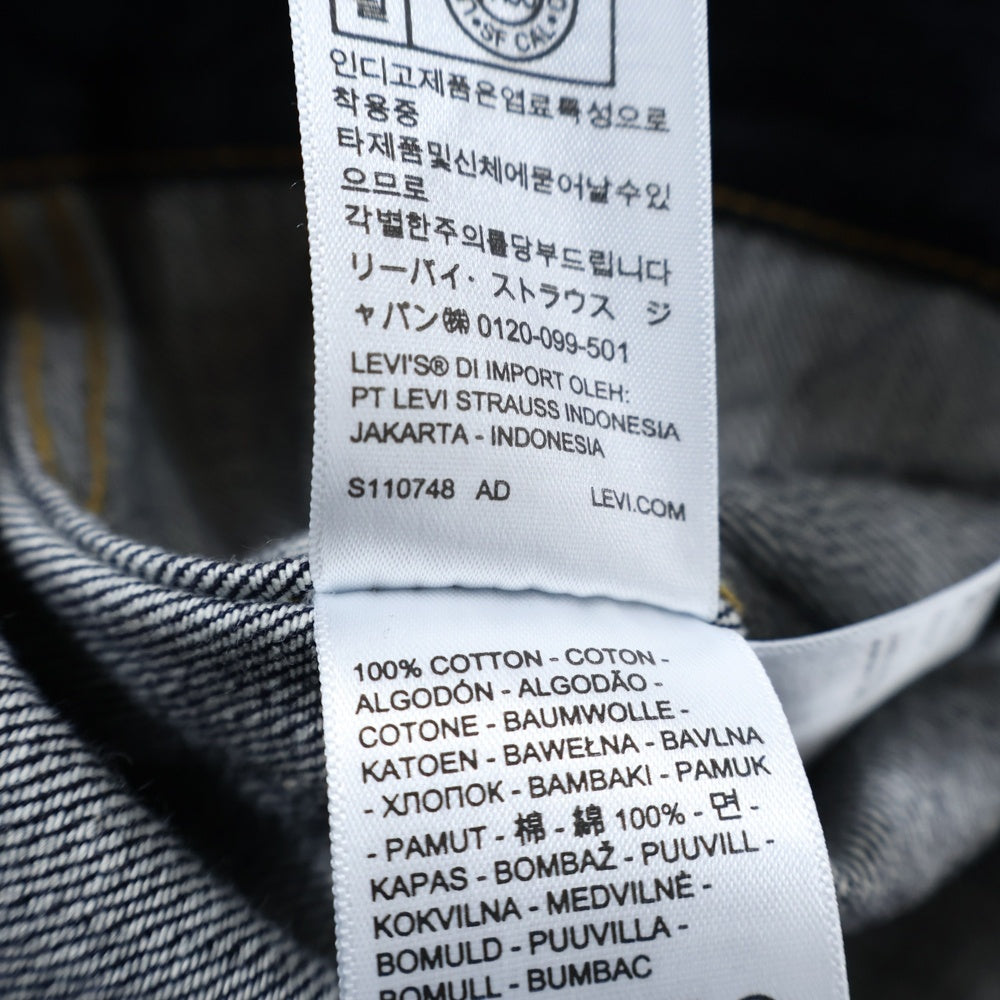 SF CAL
인디고제품은염료특성으로
착용중
타제품및신체에묻어날수있
으므로
각별한주의를당부드립니다
リーバイ・ストラウス ジ
ャパン㈱ 0120-099-501
LEVI'S® DI IMPORT OLEH:
PT LEVI STRAUSS INDONESIA
JAKARTA - INDONESIA
S110748 AD LEVI.COM
100% COTTON - COTON -
ALGODÓN - ALGODÃO -
COTONE - BAUMWOLLE -
KATOEN - BAWEŁNA - BAVLNA
- ХЛОПОК - BAMBAKI - PAMUK
- PAMUT - 棉 - 綿 100% - 면 -
KAPAS - BOMBAŽ - PUUVILL -
KOKVILNA - MEDVILNĖ -
BOMULD - PUUVILLA -
BOMULL - BUMBAC